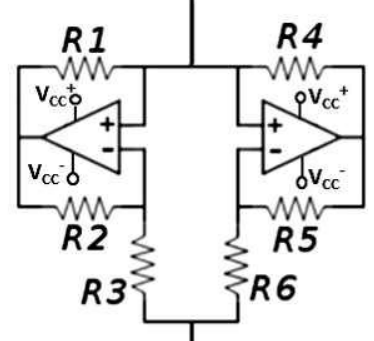 R1 R4
Vcc+ Vcc+
+ +
- -
Vcc- Vcc-
R2 R5
R3 R6